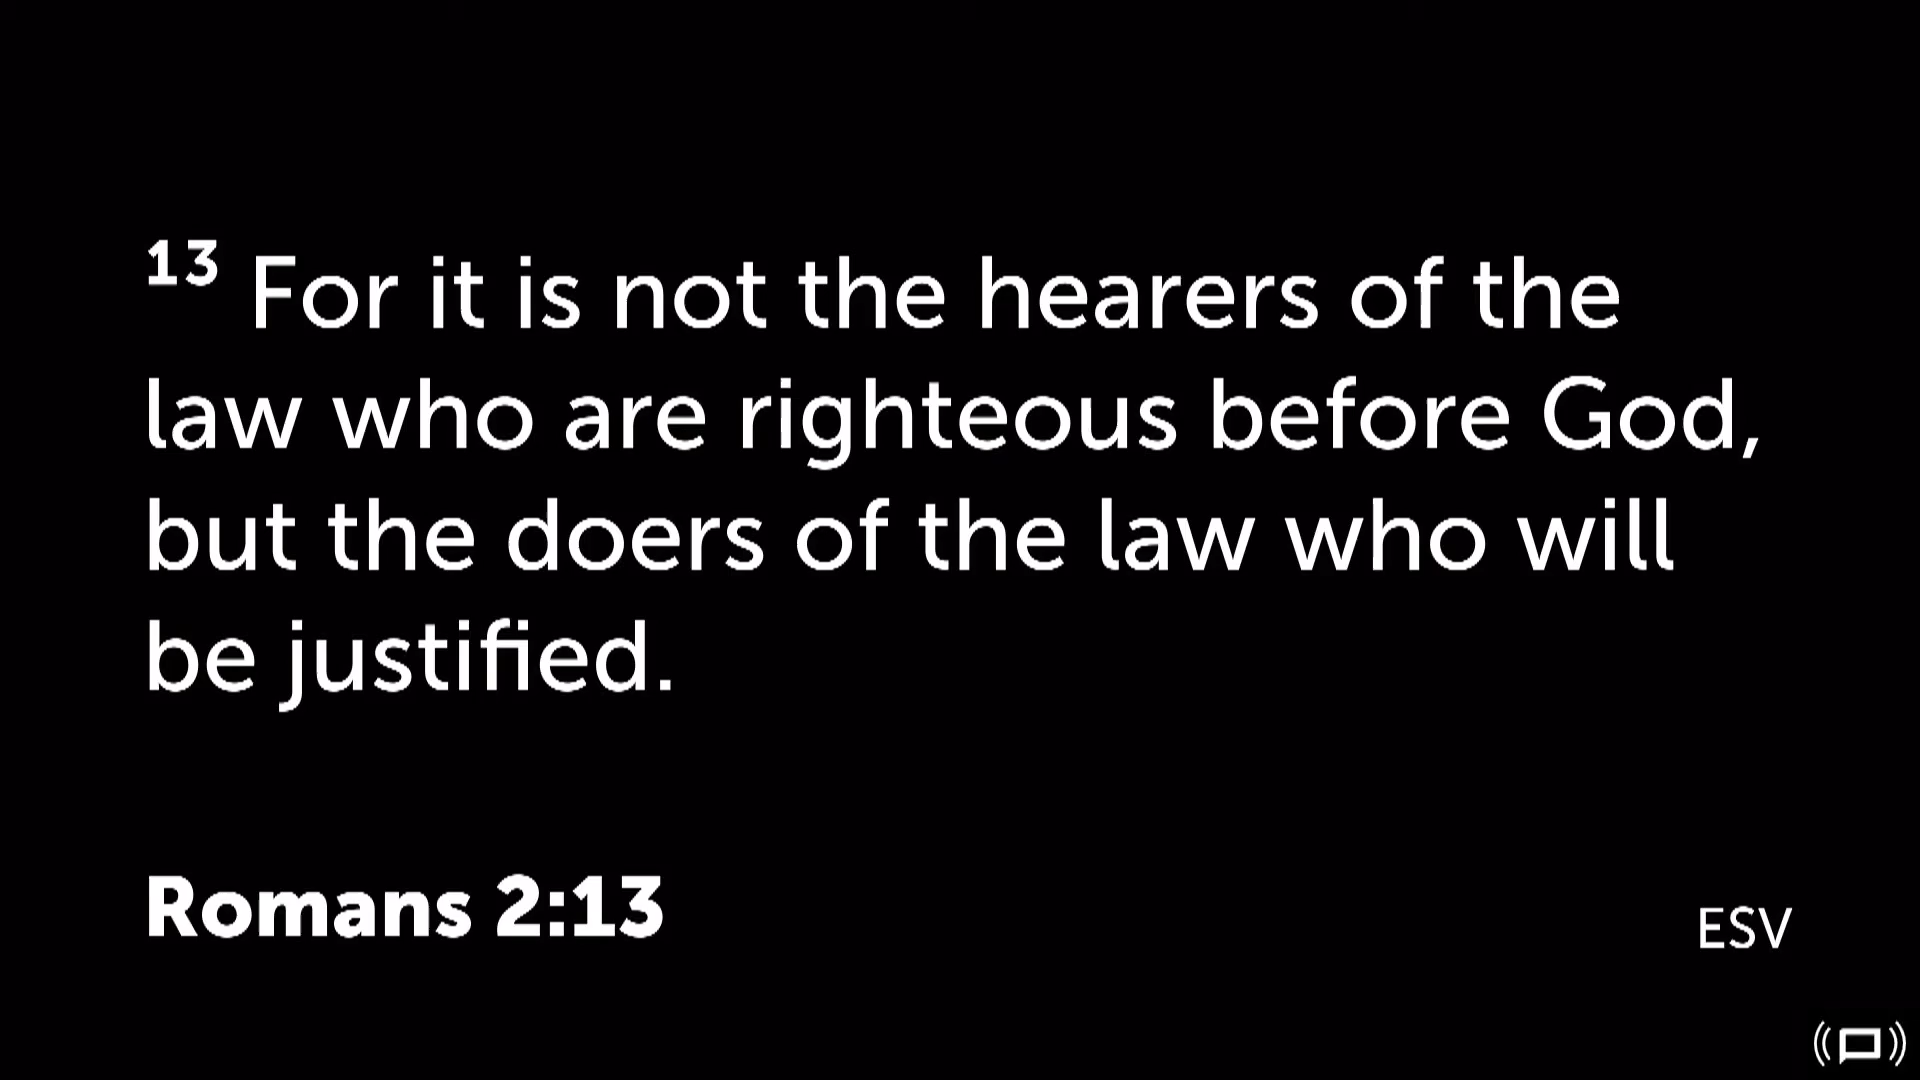 13 For it is not the hearers of the
law who are righteous before God,
but the doers of the law who will
be justified.
Romans 2:13
ESV